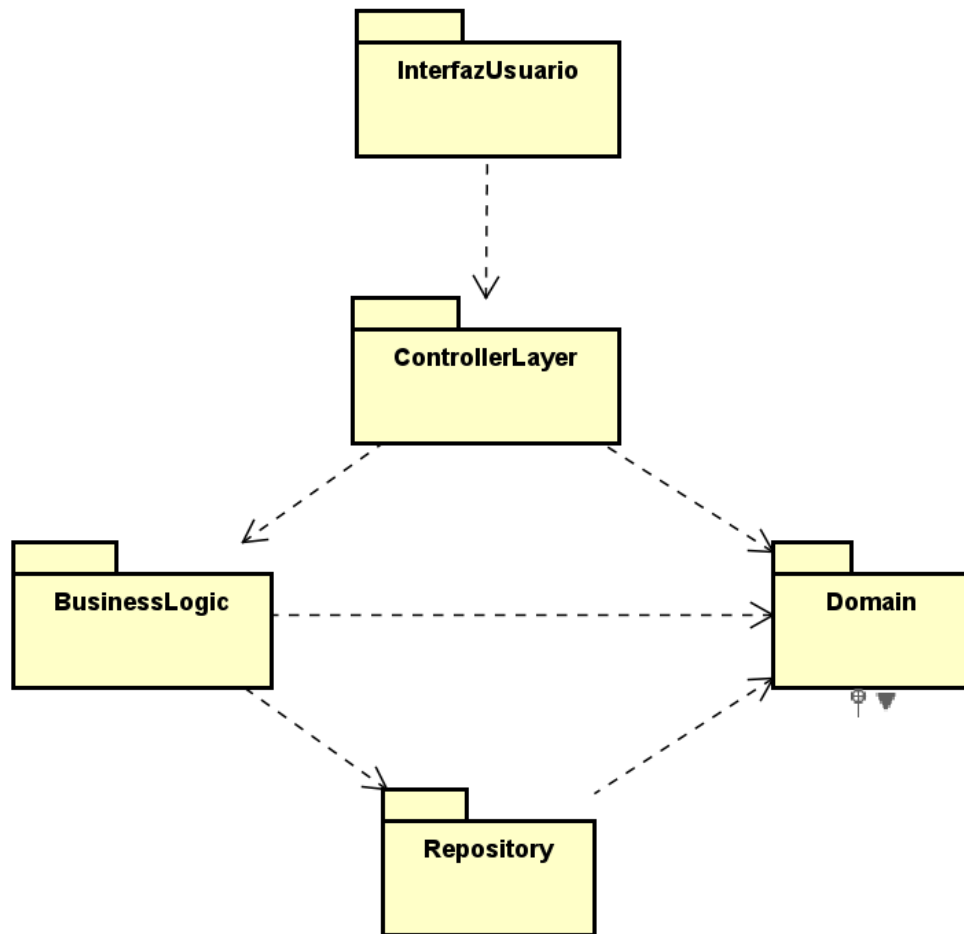 InterfazUsuario
ControllerLayer
BusinessLogic
Domain
Repository